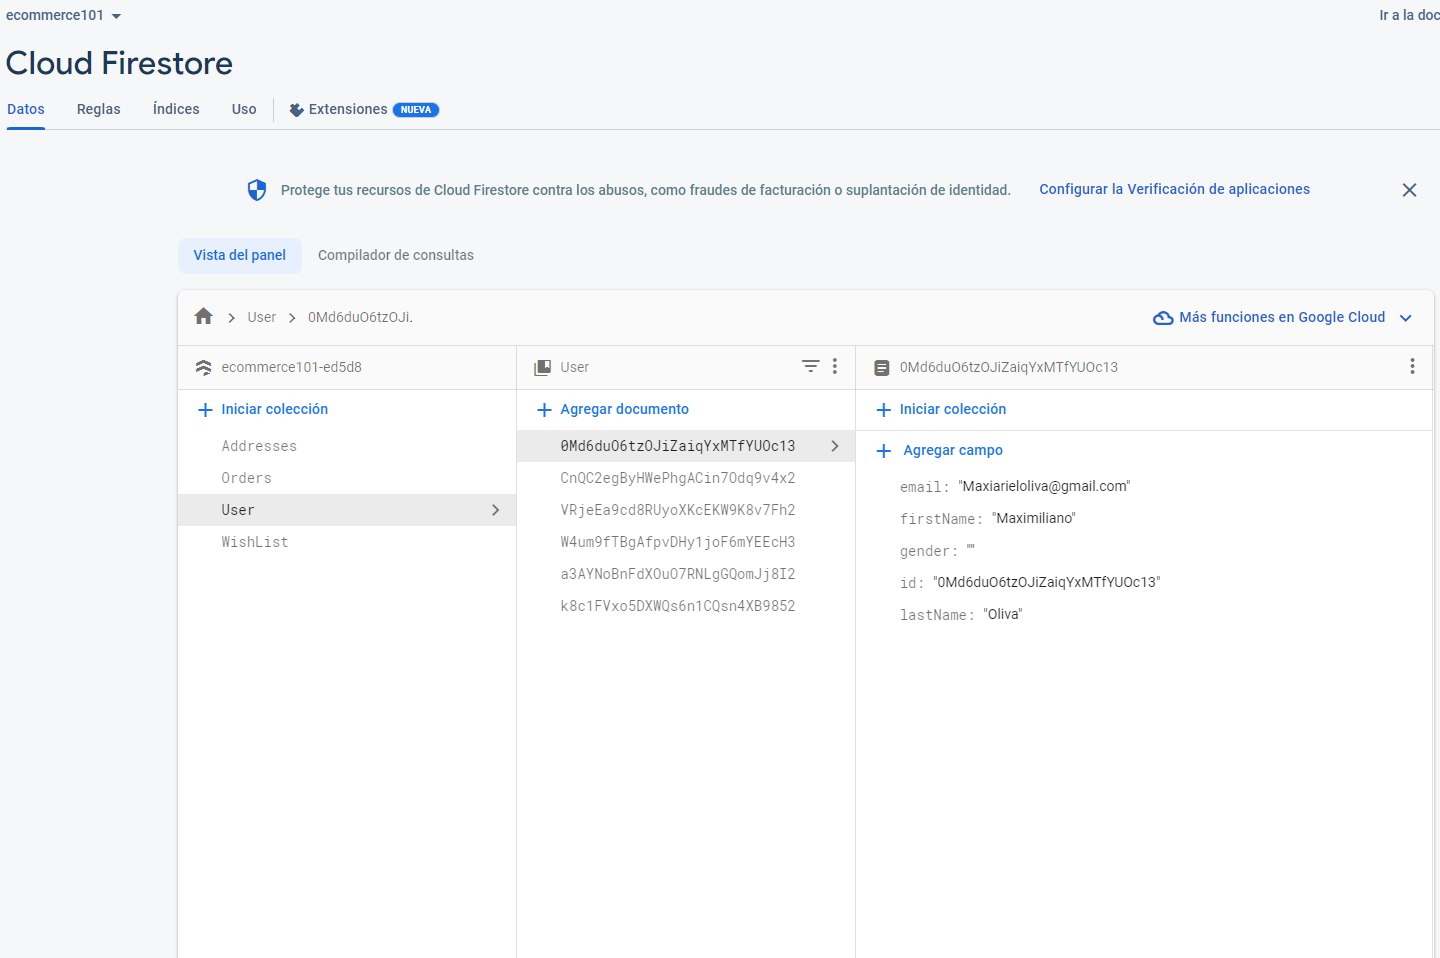 ecommerce101
Ir a la doc
Cloud Firestore
Datos Reglas Índices Uso Extensiones NUEVA
Protege tus recursos de Cloud Firestore contra los abusos, como fraudes de facturación o suplantación de identidad. Configurar la Verificación de aplicaciones
Vista del panel Compilador de consultas
User 0Md6duO6tzOJi.
Más funciones en Google Cloud
ecommerce101-ed5d8
Iniciar colección
Addresses
Orders
User
WishList
User
Agregar documento
0Md6duO6tzOJiZaiqYxMTfYUOc13
CnQC2egByHWePhgACin7Odq9v4x2
VRjeEa9cd8RUyoXKcEKW9K8v7Fh2
W4um9fTBgAfpvDHy1joF6mYEEcH3
a3AYNoBnFdXOuO7RNLgGQomJj8I2
k8c1FVxo5DXWQs6n1CQsn4XB9852
0Md6duO6tzOJiZaiqYxMTfYUOc13
Iniciar colección
Agregar campo
email: "Maxiarieloliva@gmail.com"
firstName: "Maximiliano"
gender: ""
id: "0Md6duO6tzOJiZaiqYxMTfYUOc13"
lastName: "Oliva"